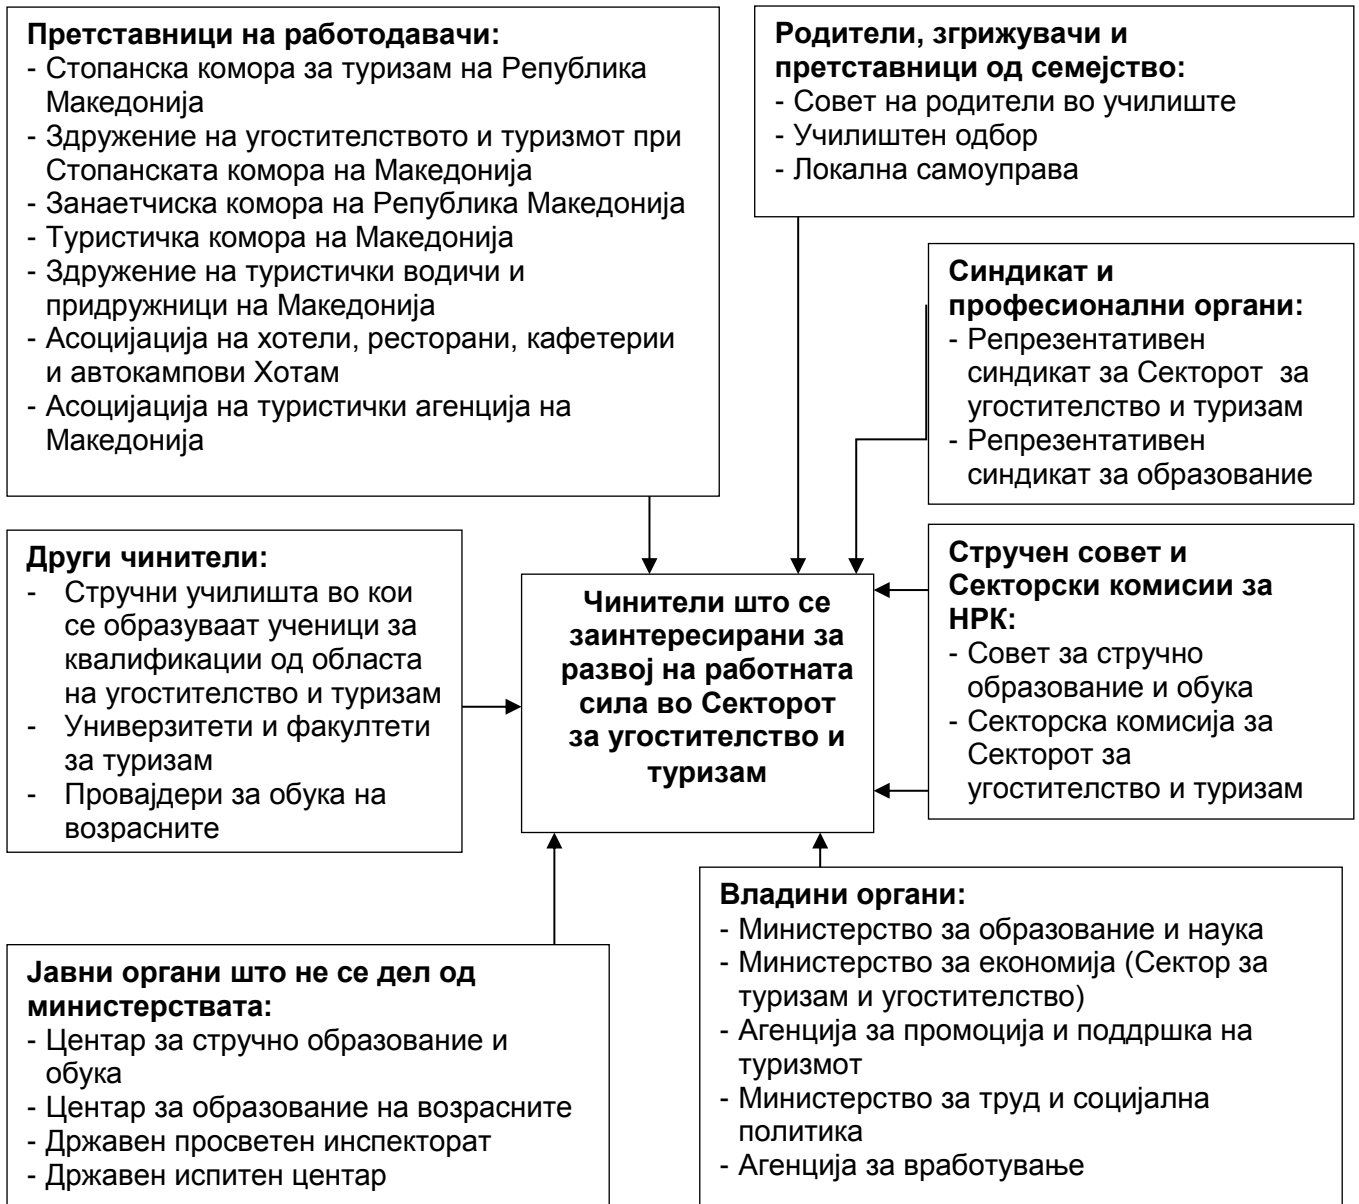 Претставници на работодавачи:
- Стопанска комора за туризам на Република
Македонија
- Здружение на угостителството и туризмот при
Стопанската комора на Македонија
- Занаетчиска комора на Република Македонија
- Туристичка комора на Македонија
- Здружение на туристички водичи и
придружници на Македонија
- Асоцијација на хотели, ресторани, кафетерии
и автокампови Хотам
- Асоцијација на туристички агенција на
Македонија
Родители, згрижувачи и
претставници од семејство:
- Совет на родители во училиште
- Училиштен одбор
- Локална самоуправа
Синдикат и
професионални органи:
- Репрезентативен
синдикат за Секторот за
угостителство и туризам
- Репрезентативен
синдикат за образование
Други чинители:
- Стручни училишта во кои
се образуваат ученици за
квалификации од областа
на угостителство и туризам
- Универзитети и факултети
за туризам
- Провајдери за обука на
возрасните
Чинители што се
заинтересирани за
развој на работната
сила во Секторот
за угостителство и
туризам
Стручен совет и
Секторски комисии за
НРК:
- Совет за стручно
образование и обука
- Секторска комисија за
Секторот за
угостителство и туризам
Јавни органи што не се дел од
министерствата:
- Центар за стручно образование и
обука
- Центар за образование на возрасните
- Државен просветен инспекторат
- Државен испитен центар
Владини органи:
- Министерство за образование и наука
- Министерство за економија (Сектор за
туризам и угостителство)
- Агенција за промоција и поддршка на
туризмот
- Министерство за труд и социјална
политика
- Агенција за вработување